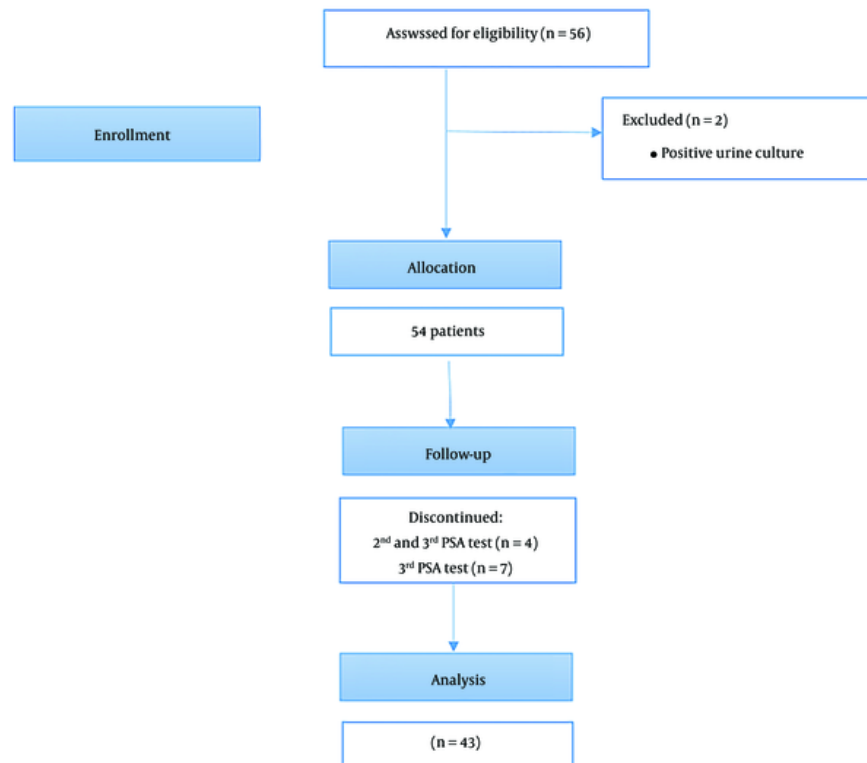 Asswssed for eligibility (n = 56)
Enrollment
Excluded (n = 2)
• Positive urine culture
Allocation
54 patients
Follow-up
Discontinued:
2nd and 3rd PSA test (n = 4)
3rd PSA test (n = 7)
Analysis
(n = 43)